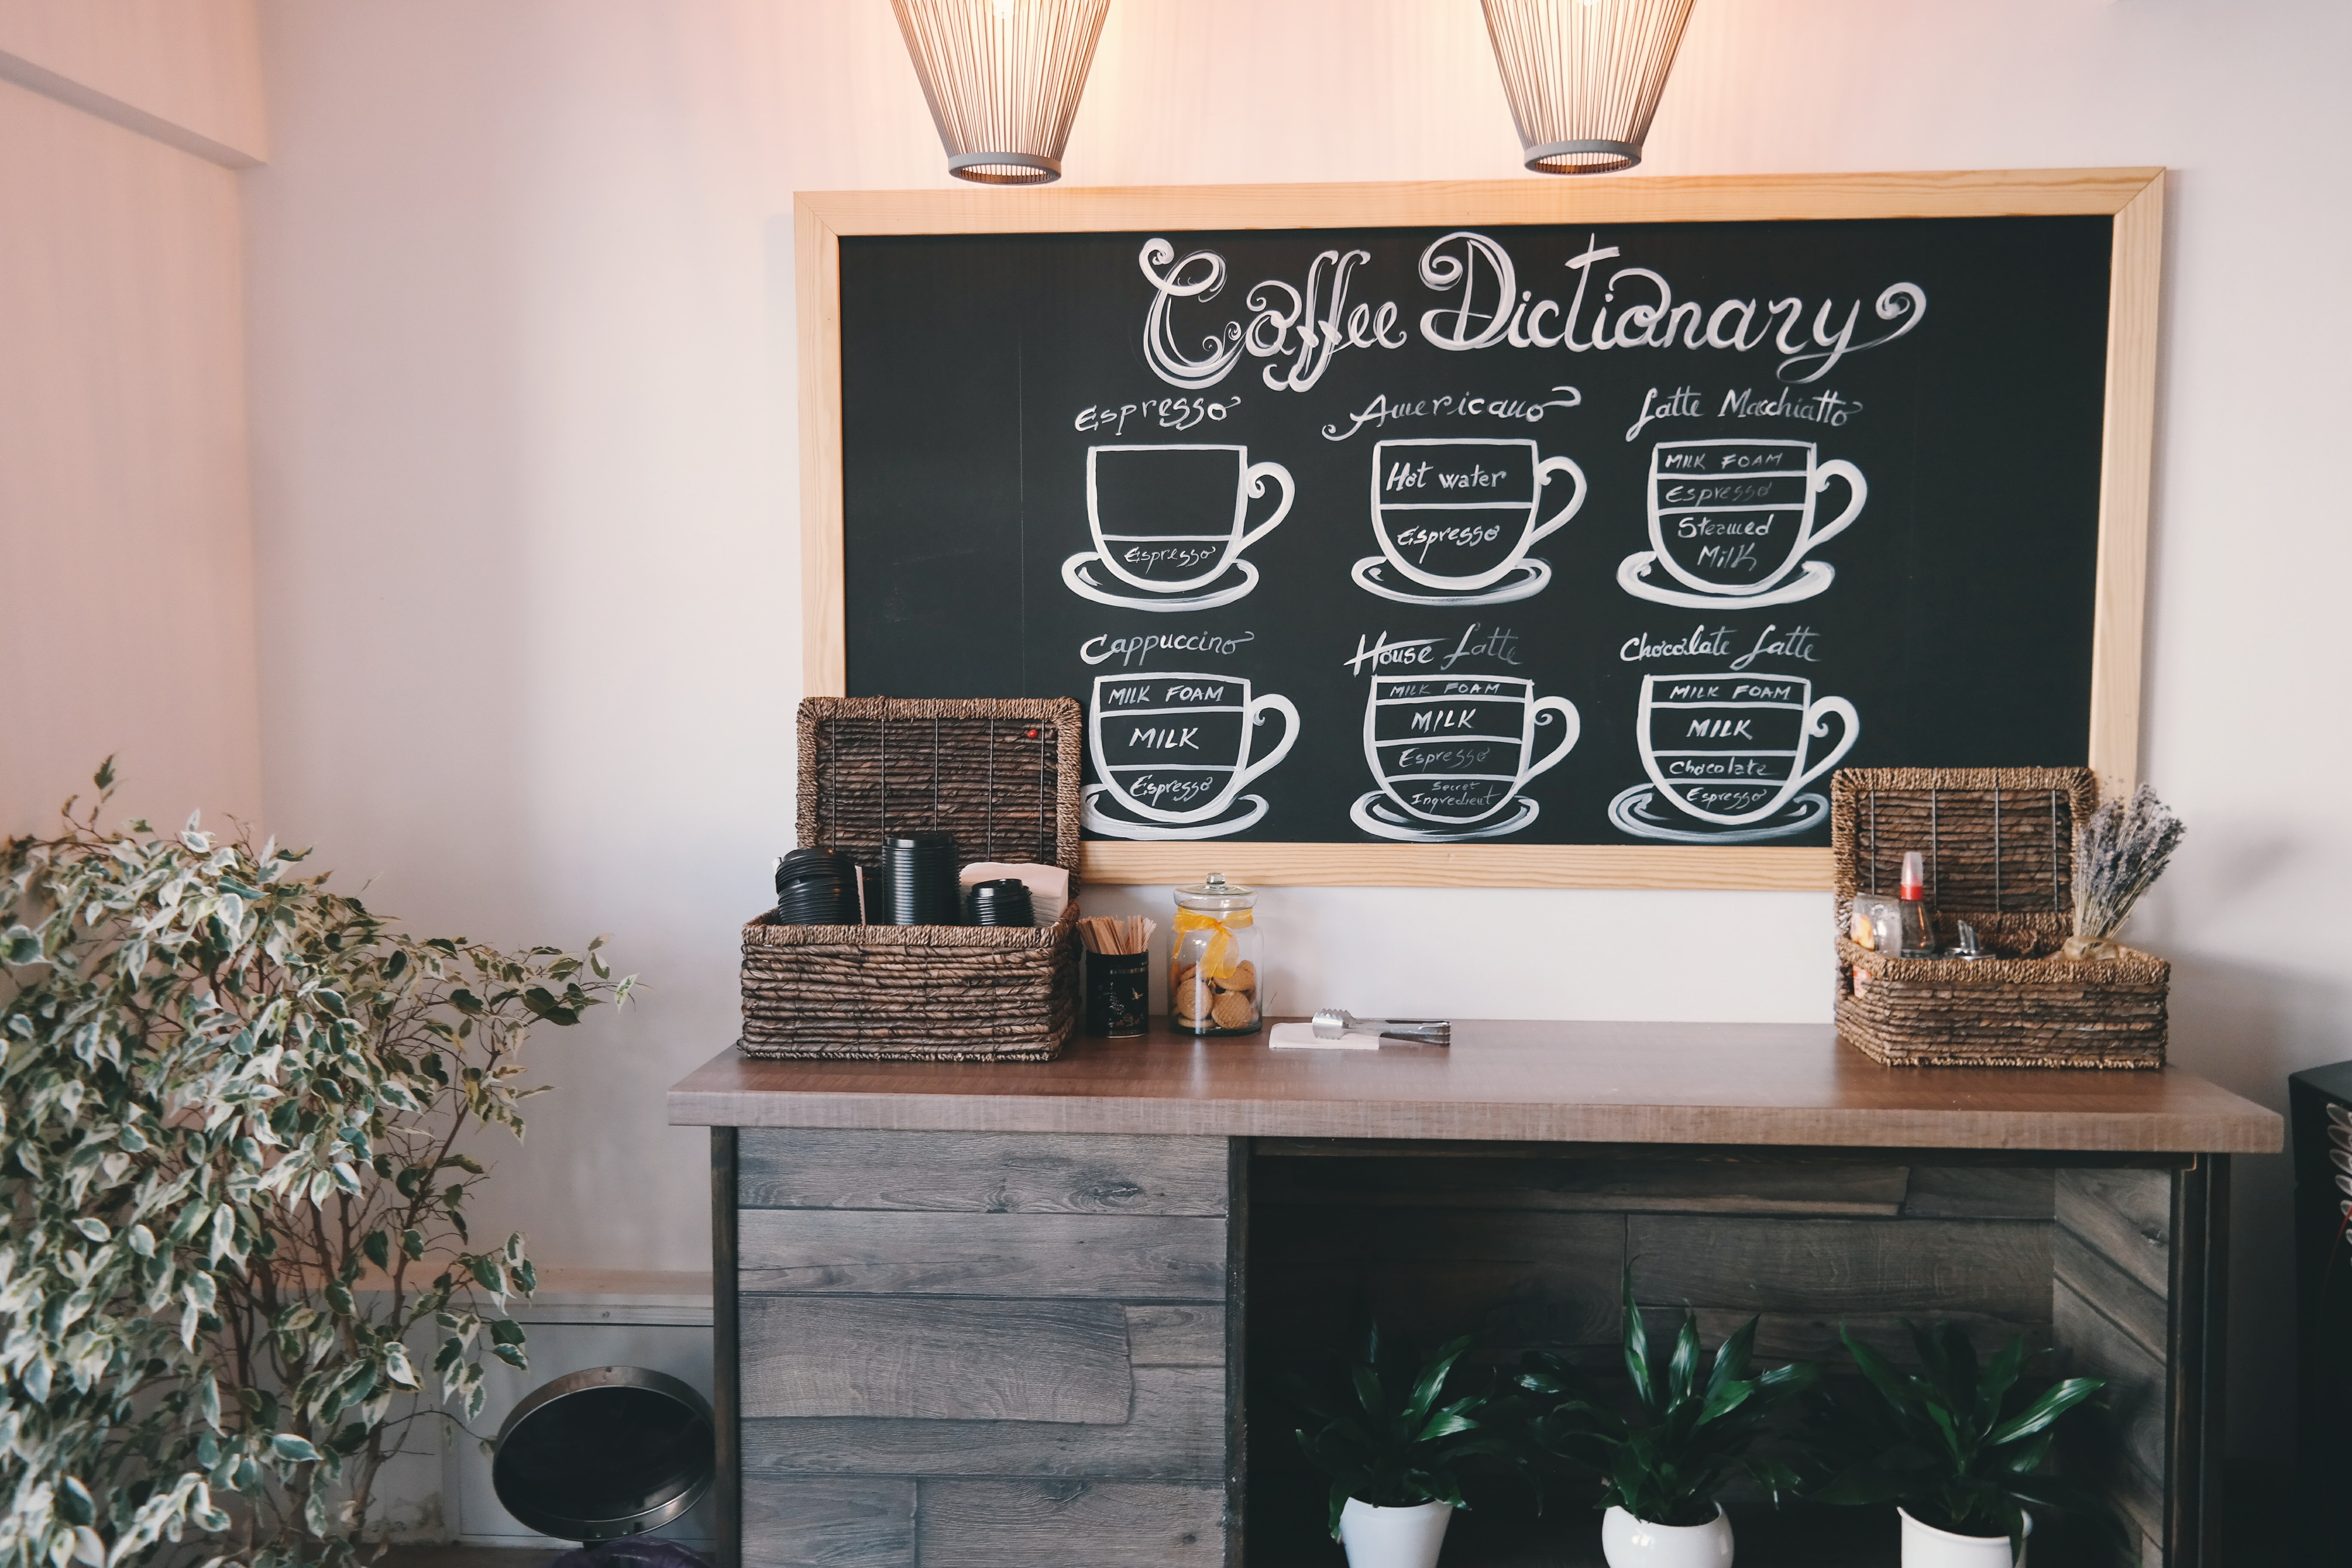 Coffee Dictionary
Espresso
Americano
Latte Macchiatto
Espresso
Hot water
Espresso
MILK FOAM
Espresso
Steamed
Milk
Cappuccino
House Latte
Chocolate Latte
MILK FOAM
MILK
Espresso
MILK FOAM
MILK
Espresso
Secret
Ingredient
MILK FOAM
MILK
Chocolate
Espresso